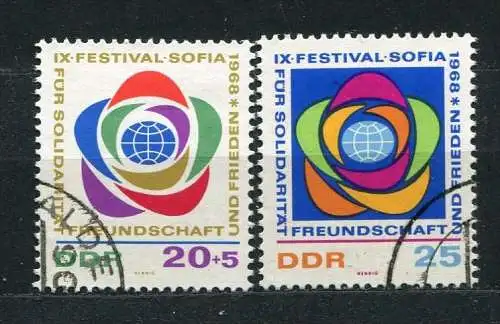 IX·FESTIVAL·SOFIA
1968*
FÜR SOLIDARITÄT
UND FRIEDEN
FREUNDSCHAFT
DDR
20+5
IX·FESTIVAL·SOFIA
1968*
FÜR SOLIDARITÄT
UND FRIEDEN
FREUNDSCHAFT
DDR
25